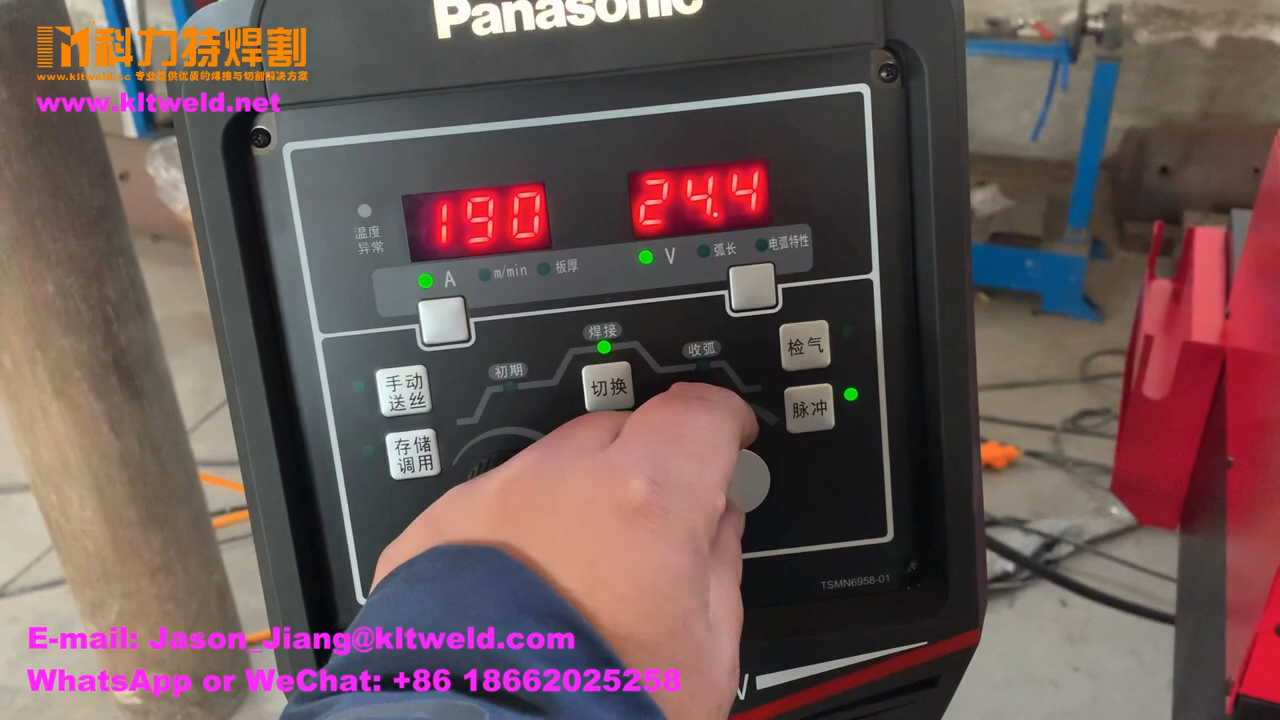 Panasonic
科力特焊割
www.kltweld.cc 专业提供优质的焊接与切割解决方案
www.kltweld.net
190
24.4
温度
异常
A
m/min
板厚
V
弧长
电弧特性
焊接
初期
收弧
切换
检气
手动
送丝
脉冲
存储
调用
TSMN6958-01
E-mail: Jason_Jiang@kltweld.com
WhatsApp or WeChat: +86 18662025258